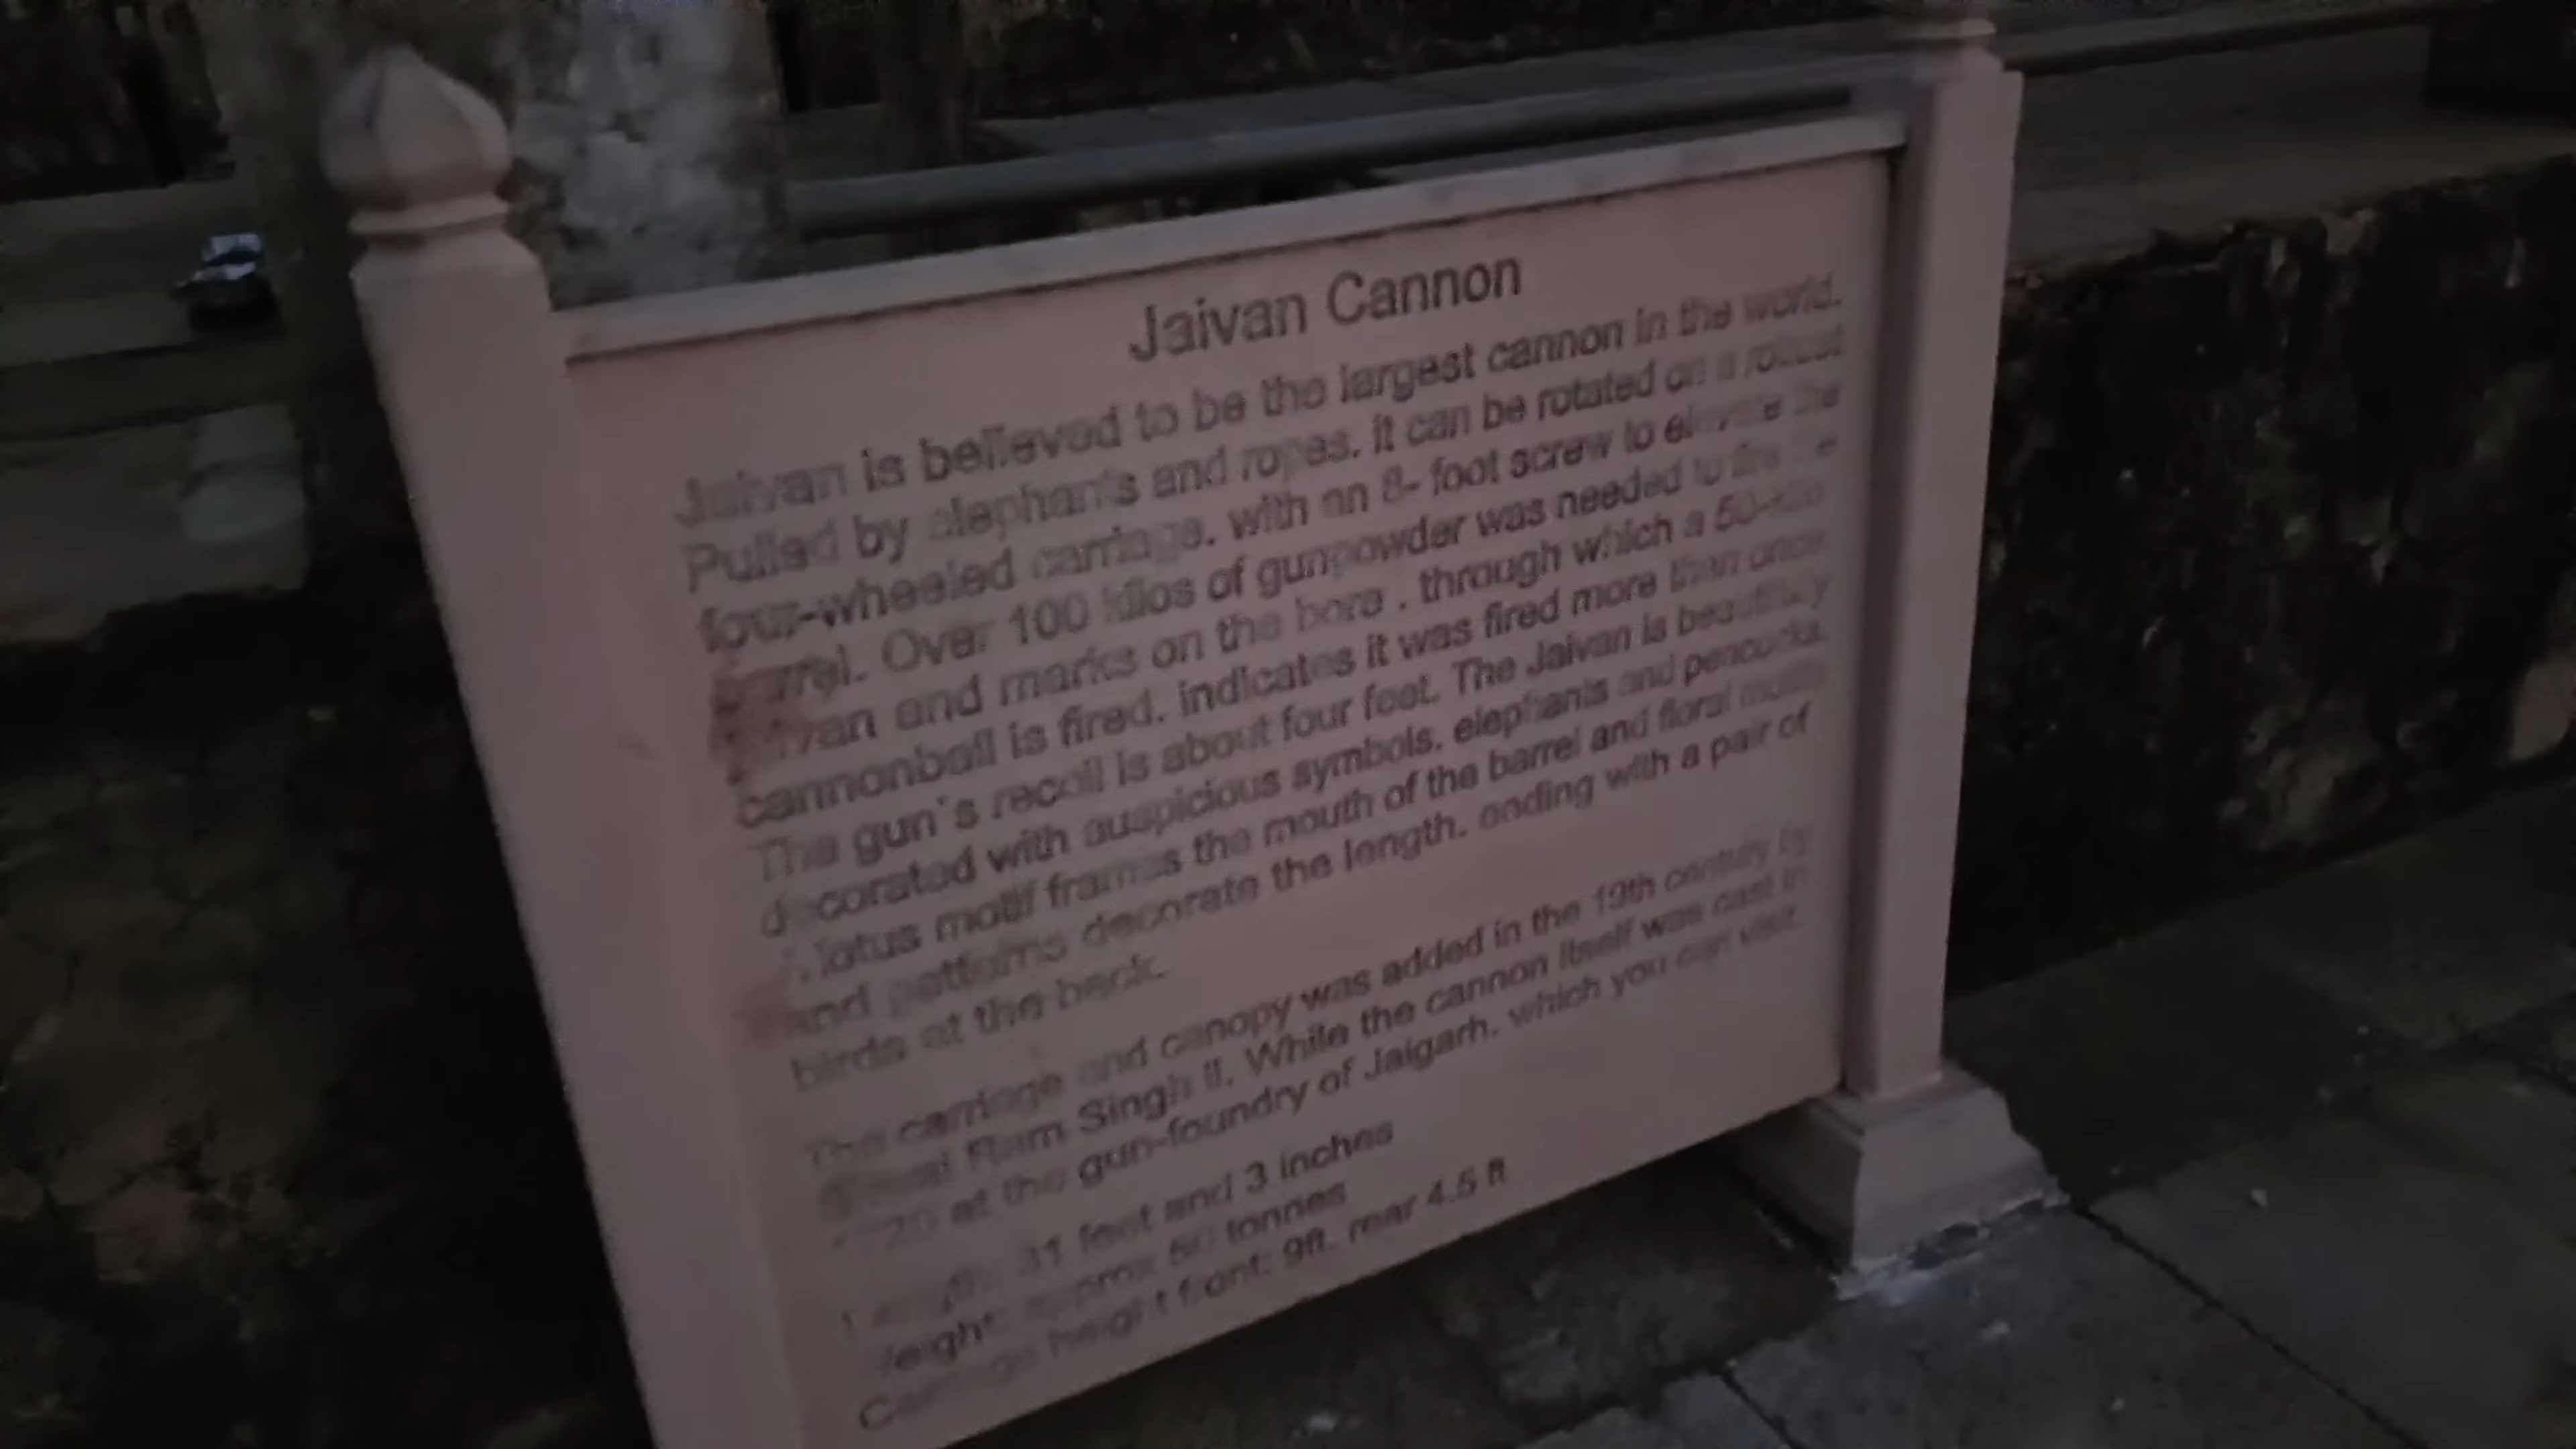 Jaivan Cannon
Jaivan is believed to be the largest cannon in the world.
Pulled by elephants and ropes. it can be rotated on a robust
four-wheeled carriage. with an 8- foot screw to elevate the
barrel. Over 100 kilos of gunpowder was needed to fire the
Jaivan and marks on the bore . through which a 50-kilo
cannonball is fired. indicates it was fired more than once.
The gun's recoil is about four feet. The Jaivan is beautifully
decorated with auspicious symbols. elephants and peacocks.
A lotus motif frames the mouth of the barrel and floral motifs
and patterns decorate the length. ending with a pair of
birds at the back.
The carriage and canopy was added in the 19th century by
Sawai Ram Singh II. While the cannon itself was cast in
at the gun-foundry of Jaigarh. which you can visit.
Length: 31 feet and 3 inches
Weight: approx 50 tonnes
Carriage height front: 9ft. rear 4.5 ft